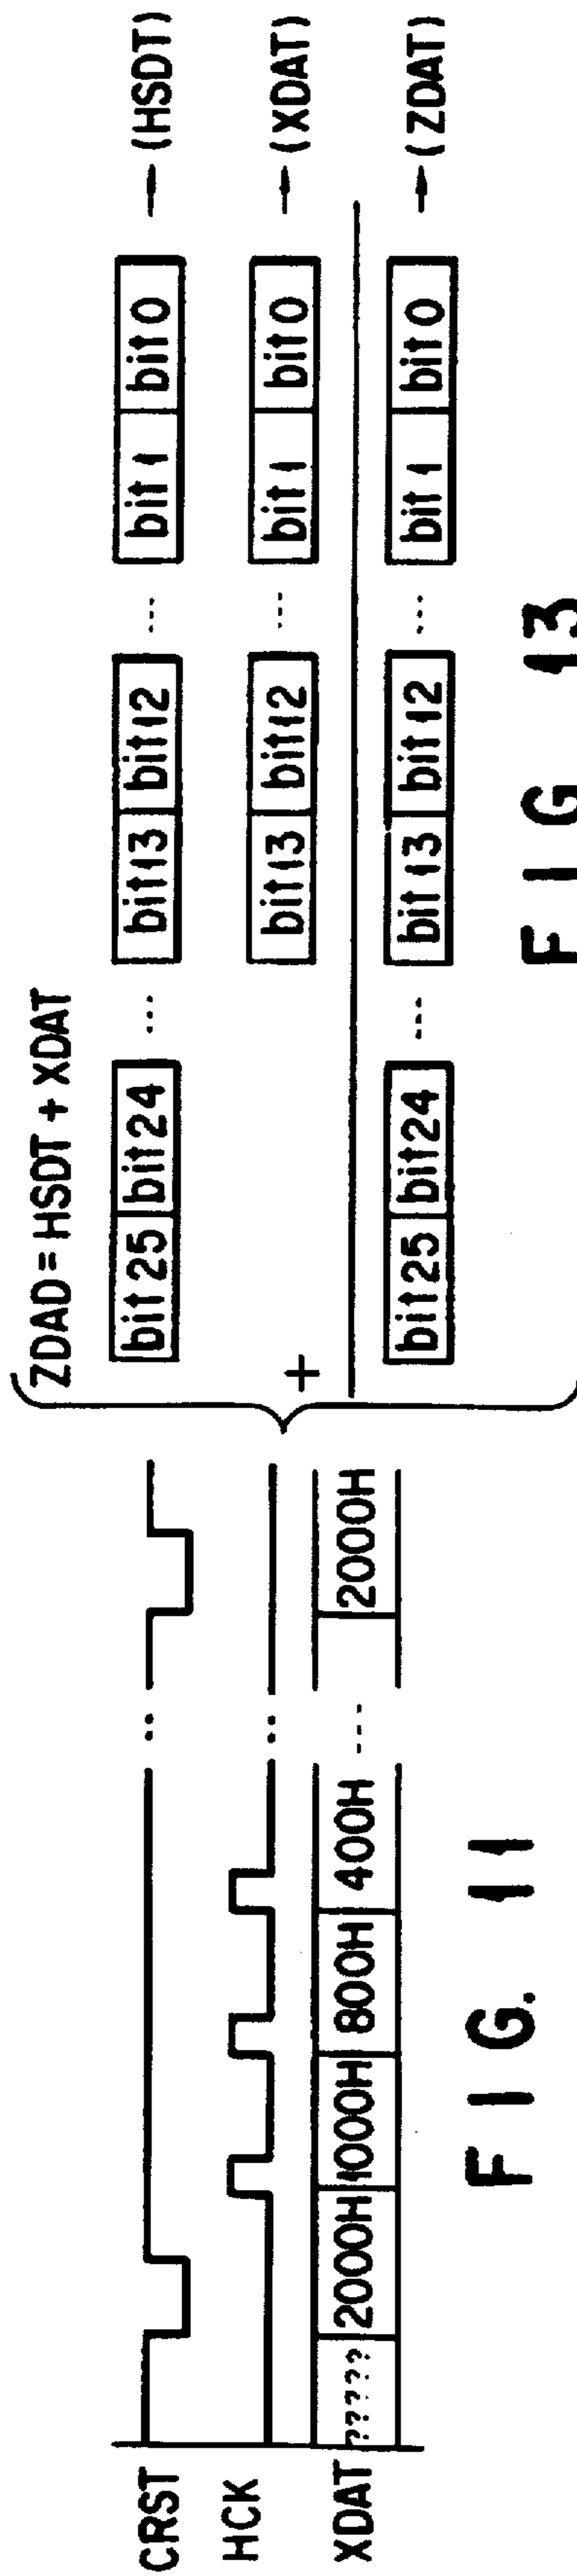 CRST
HCK
XDAT ????? 2000H 1000H 800H 400H --- 2000H
FIG. 11
ZDAD = HSDT + XDAT
bit25 bit24 --- bit13 bit12 --- bit1 bit0 → (HSDT)
+ bit13 bit12 --- bit1 bit0 → (XDAT)
bit25 bit24 --- bit13 bit12 --- bit1 bit0 → (ZDAT)
FIG 13